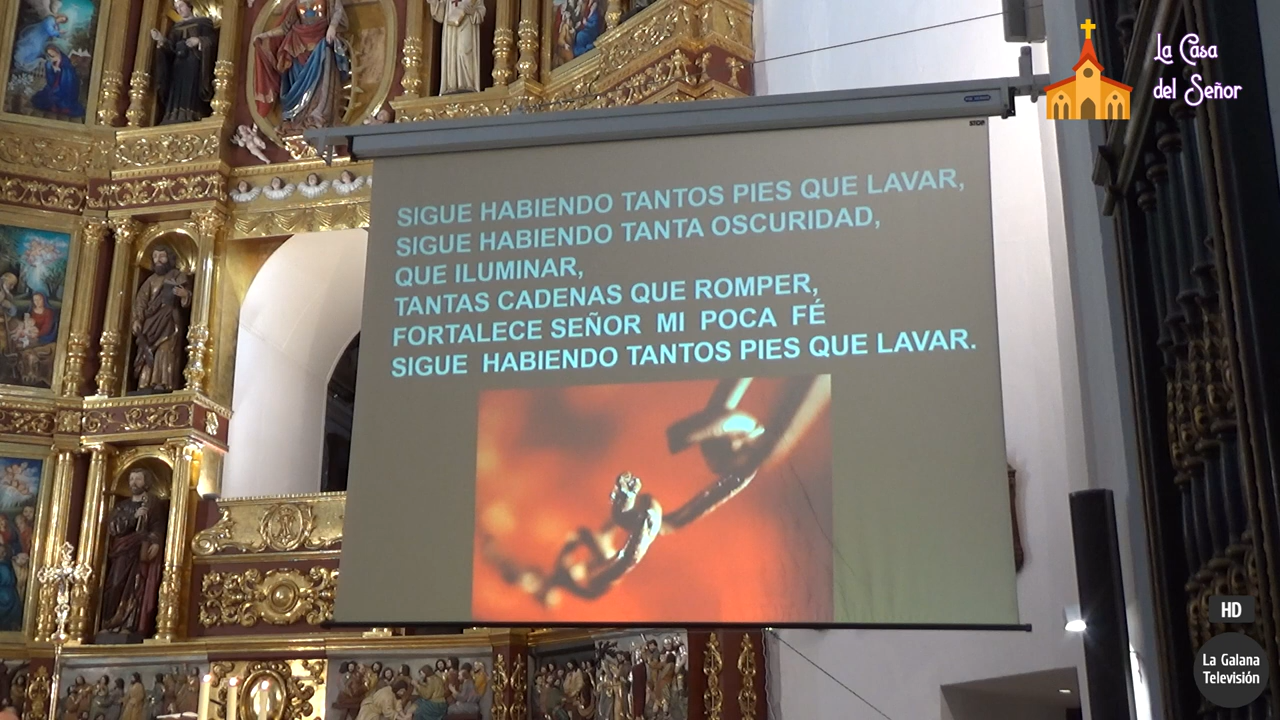 La Casa
del Señor
STOP
SIGUE HABIENDO TANTOS PIES QUE LAVAR,
SIGUE HABIENDO TANTA OSCURIDAD,
QUE ILUMINAR,
TANTAS CADENAS QUE ROMPER,
FORTALECE SEÑOR MI POCA FÉ
SIGUE HABIENDO TANTOS PIES QUE LAVAR.
HD
La Galana
Televisión